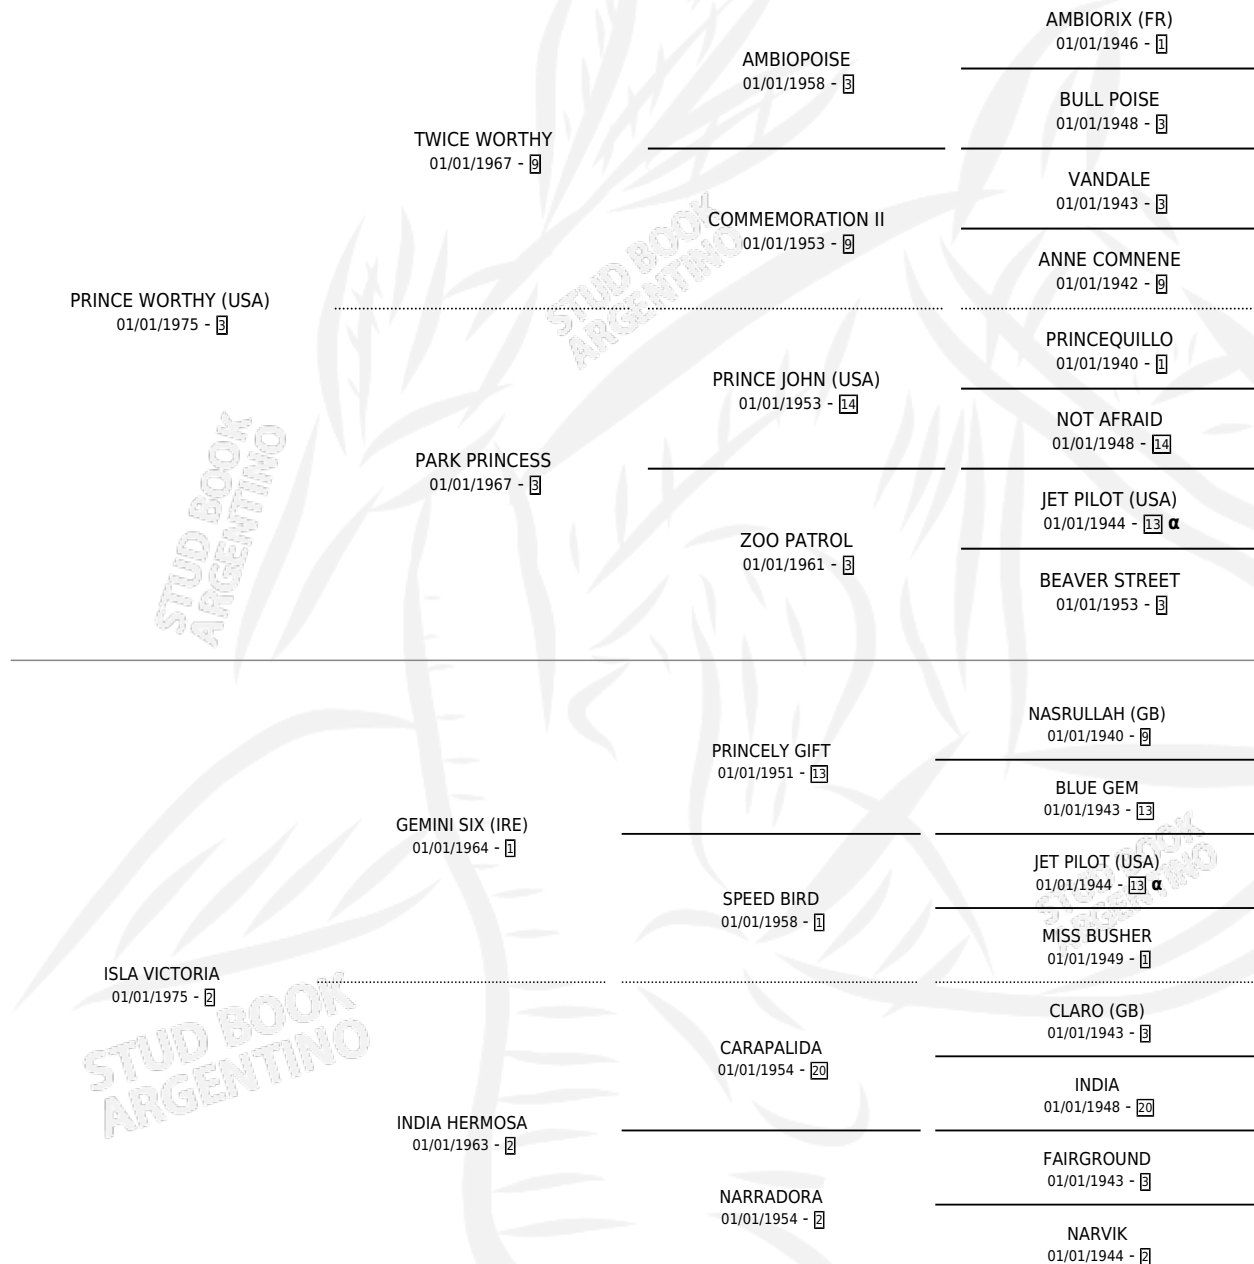 AMBIORIX (FR)
01/01/1946 - 1
AMBIOPOISE
01/01/1958 - 3
BULL POISE
01/01/1948 - 3
TWICE WORTHY
01/01/1967 - 9
VANDALE
01/01/1943 - 3
COMMEMORATION II
01/01/1953 - 9
ANNE COMNENE
01/01/1942 - 9
PRINCE WORTHY (USA)
01/01/1975 - 3
PRINCEQUILLO
01/01/1940 - 1
PRINCE JOHN (USA)
01/01/1953 - 14
NOT AFRAID
01/01/1948 - 14
PARK PRINCESS
01/01/1967 - 3
JET PILOT (USA)
01/01/1944 - 13 α
ZOO PATROL
01/01/1961 - 3
BEAVER STREET
01/01/1953 - 3
NASRULLAH (GB)
01/01/1940 - 9
PRINCELY GIFT
01/01/1951 - 13
BLUE GEM
01/01/1943 - 13
GEMINI SIX (IRE)
01/01/1964 - 1
JET PILOT (USA)
01/01/1944 - 13 α
SPEED BIRD
01/01/1958 - 1
MISS BUSHER
01/01/1949 - 1
ISLA VICTORIA
01/01/1975 - 2
CLARO (GB)
01/01/1943 - 3
CARAPALIDA
01/01/1954 - 20
INDIA
01/01/1948 - 20
INDIA HERMOSA
01/01/1963 - 2
FAIRGROUND
01/01/1943 - 3
NARRADORA
01/01/1954 - 2
NARVIK
01/01/1944 - 2
STUD BOOK
ARGENTINO
STUD BOOK
ARGENTINO
STUD BOOK
ARGENTINO
STUD BOOK
ARGENTINO